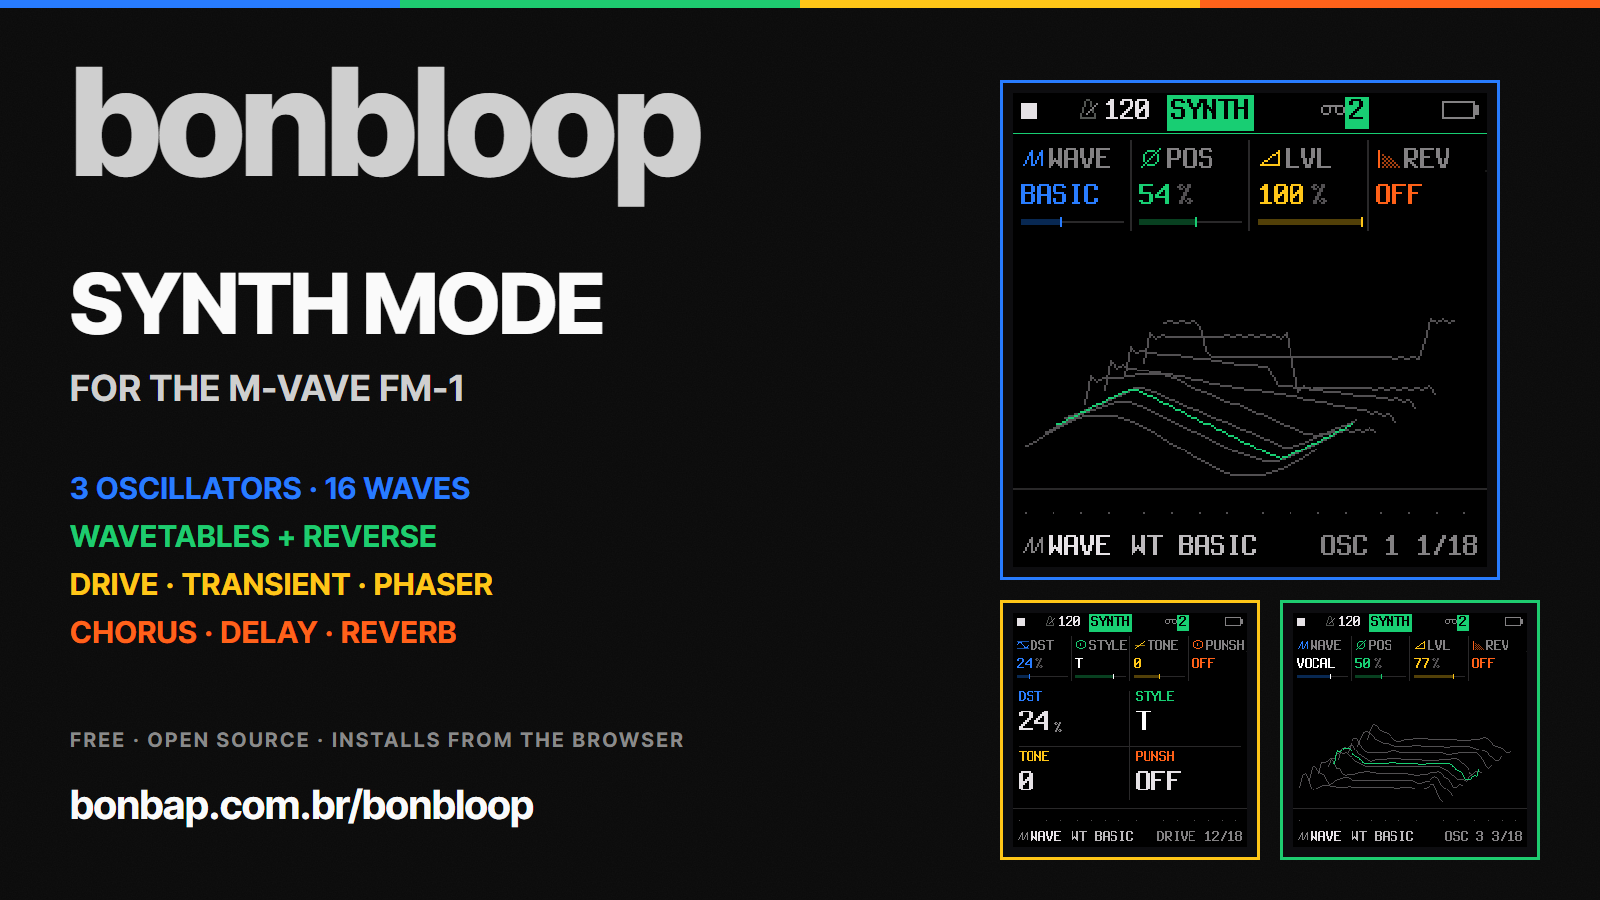 bonbloop
SYNTH MODE
FOR THE M-VAVE FM-1
3 OSCILLATORS · 16 WAVES
WAVETABLES + REVERSE
DRIVE · TRANSIENT · PHASER
CHORUS · DELAY · REVERB
FREE · OPEN SOURCE · INSTALLS FROM THE BROWSER
bonbap.com.br/bonbloop
120 SYNTH 2
WAVE POS LVL REV
BASIC 54 % 100 % OFF
WAVE WT BASIC OSC 1 1/18
120 SYNTH 2
DST STYLE TONE PUNSH
24 % T 0 OFF
DST STYLE
24 % T
TONE PUNSH
0 OFF
WAVE WT BASIC DRIVE 12/18
120 SYNTH 2
WAVE POS LVL REV
VOCAL 50 % 77 % OFF
WAVE WT BASIC OSC 3 3/18